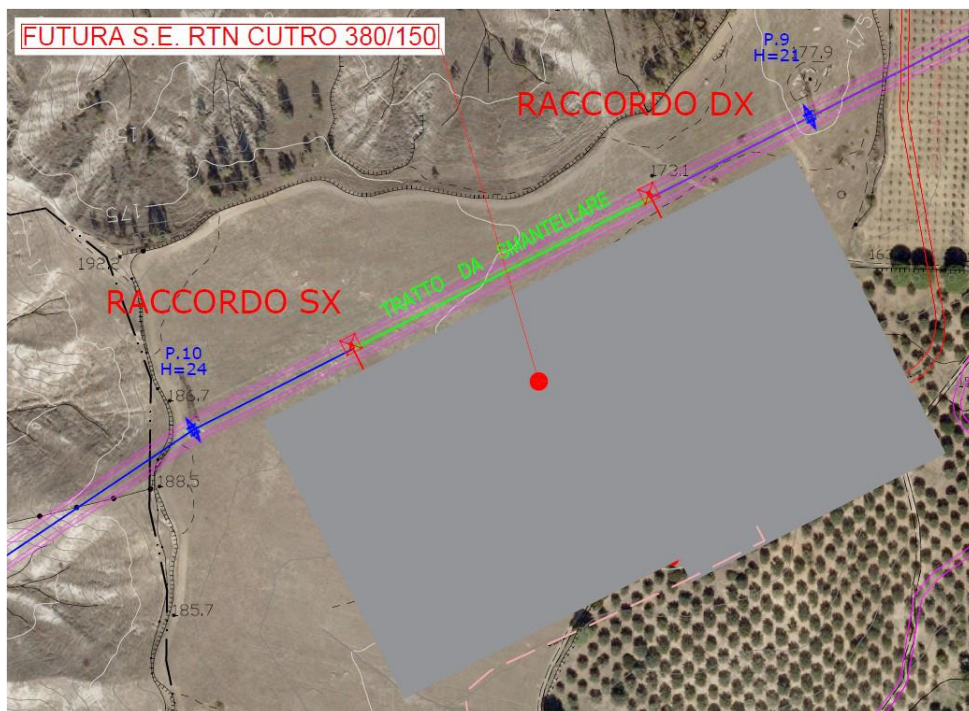 FUTURA S.E. RTN CUTRO 380/150
P.9
H=21
177.9
175
RACCORDO DX
150
173.1
175
TRATTO DA SMANTELLARE
192.2
RACCORDO SX
P.10
H=24
186.7
188.5
185.7